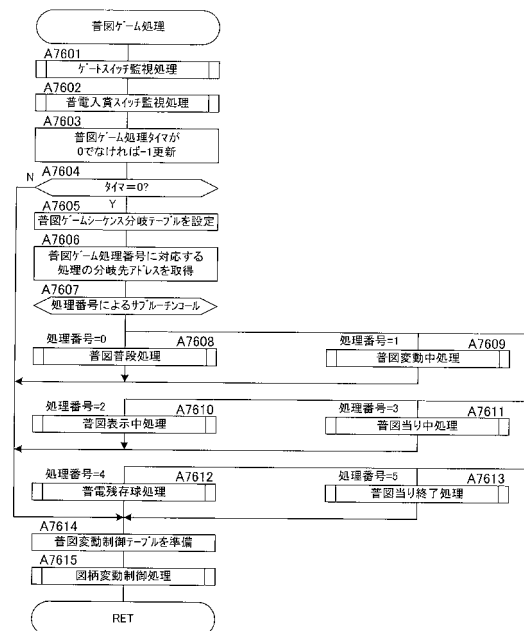 普図ゲーム処理
A7601
ゲートスイッチ監視処理
A7602
普電入賞スイッチ監視処理
A7603
普図ゲーム処理タイマが
0でなければ-1更新
A7604
N
タイマ=0?
Y
A7605
普図ゲームシーケンス分岐テーブルを設定
A7606
普図ゲーム処理番号に対応する
処理の分岐先アドレスを取得
A7607
処理番号によるサブルーチンコール
処理番号=0 A7608
普図普段処理
処理番号=1 A7609
普図変動中処理
処理番号=2 A7610
普図表示中処理
処理番号=3 A7611
普図当り中処理
処理番号=4 A7612
普電残存球処理
処理番号=5 A7613
普図当り終了処理
A7614
普図変動制御テーブルを準備
A7615
図柄変動制御処理
RET